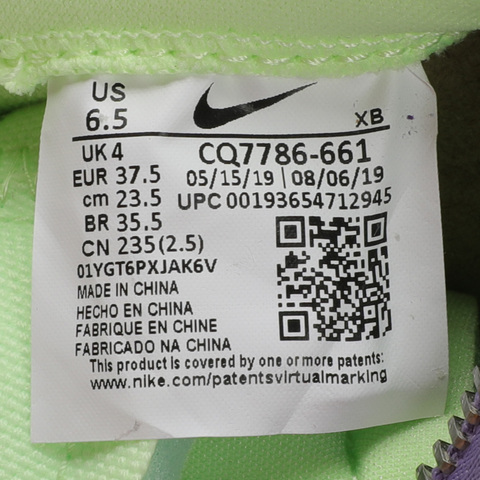 US
6.5
XB
UK 4
EUR 37.5
cm 23.5
BR 35.5
CN 235(2.5)
CQ7786-661
05/15/19 | 08/06/19
UPC 00193654712945
01YGT6PXJAK6V
MADE IN CHINA
HECHO EN CHINA
FABRIQUE EN CHINE
FABRICADO NA CHINA
This product is covered by one or more patents:
www.nike.com/patentsvirtualmarking